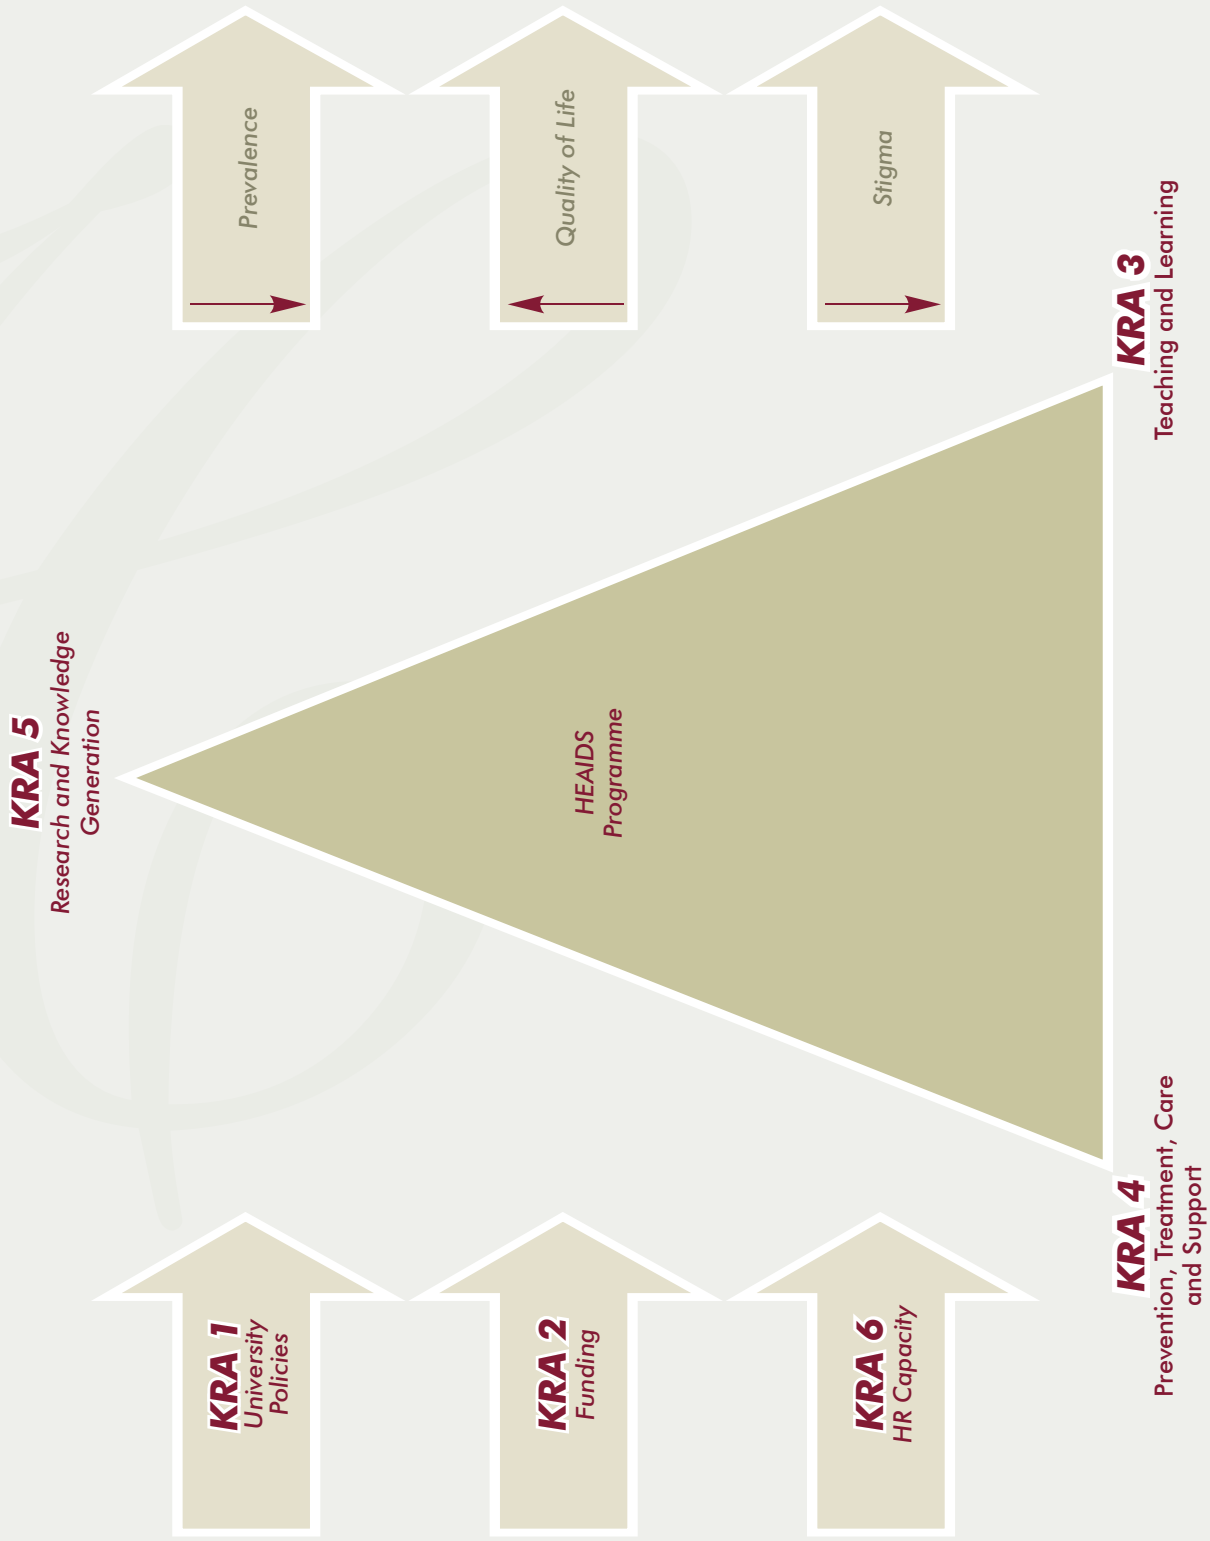 KRA 5
Research and Knowledge
Generation
KRA 1
University
Policies
KRA 2
Funding
KRA 6
HR Capacity
HEAIDS
Programme
Prevalence
Quality of Life
Stigma
KRA 4
Prevention, Treatment, Care
and Support
KRA 3
Teaching and Learning